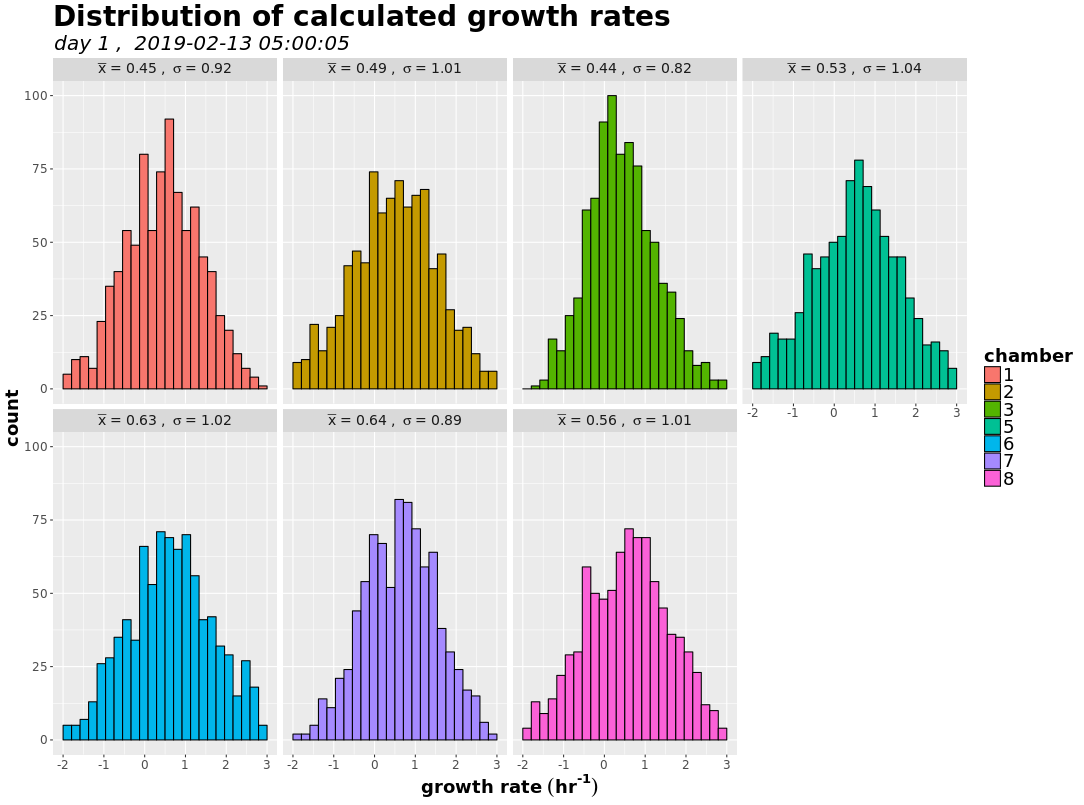 Distribution of calculated growth rates
day 1 ,  2019-02-13 05:00:05
x̅ = 0.45 ,  σ = 0.92
x̅ = 0.49 ,  σ = 1.01
x̅ = 0.44 ,  σ = 0.82
x̅ = 0.53 ,  σ = 1.04
100
75
50
25
0
-2 -1 0 1 2 3
x̅ = 0.63 ,  σ = 1.02
x̅ = 0.64 ,  σ = 0.89
x̅ = 0.56 ,  σ = 1.01
100
75
50
25
0
-2 -1 0 1 2 3
-2 -1 0 1 2 3
-2 -1 0 1 2 3
count
growth rate (hr⁻¹)
chamber
1
2
3
5
6
7
8